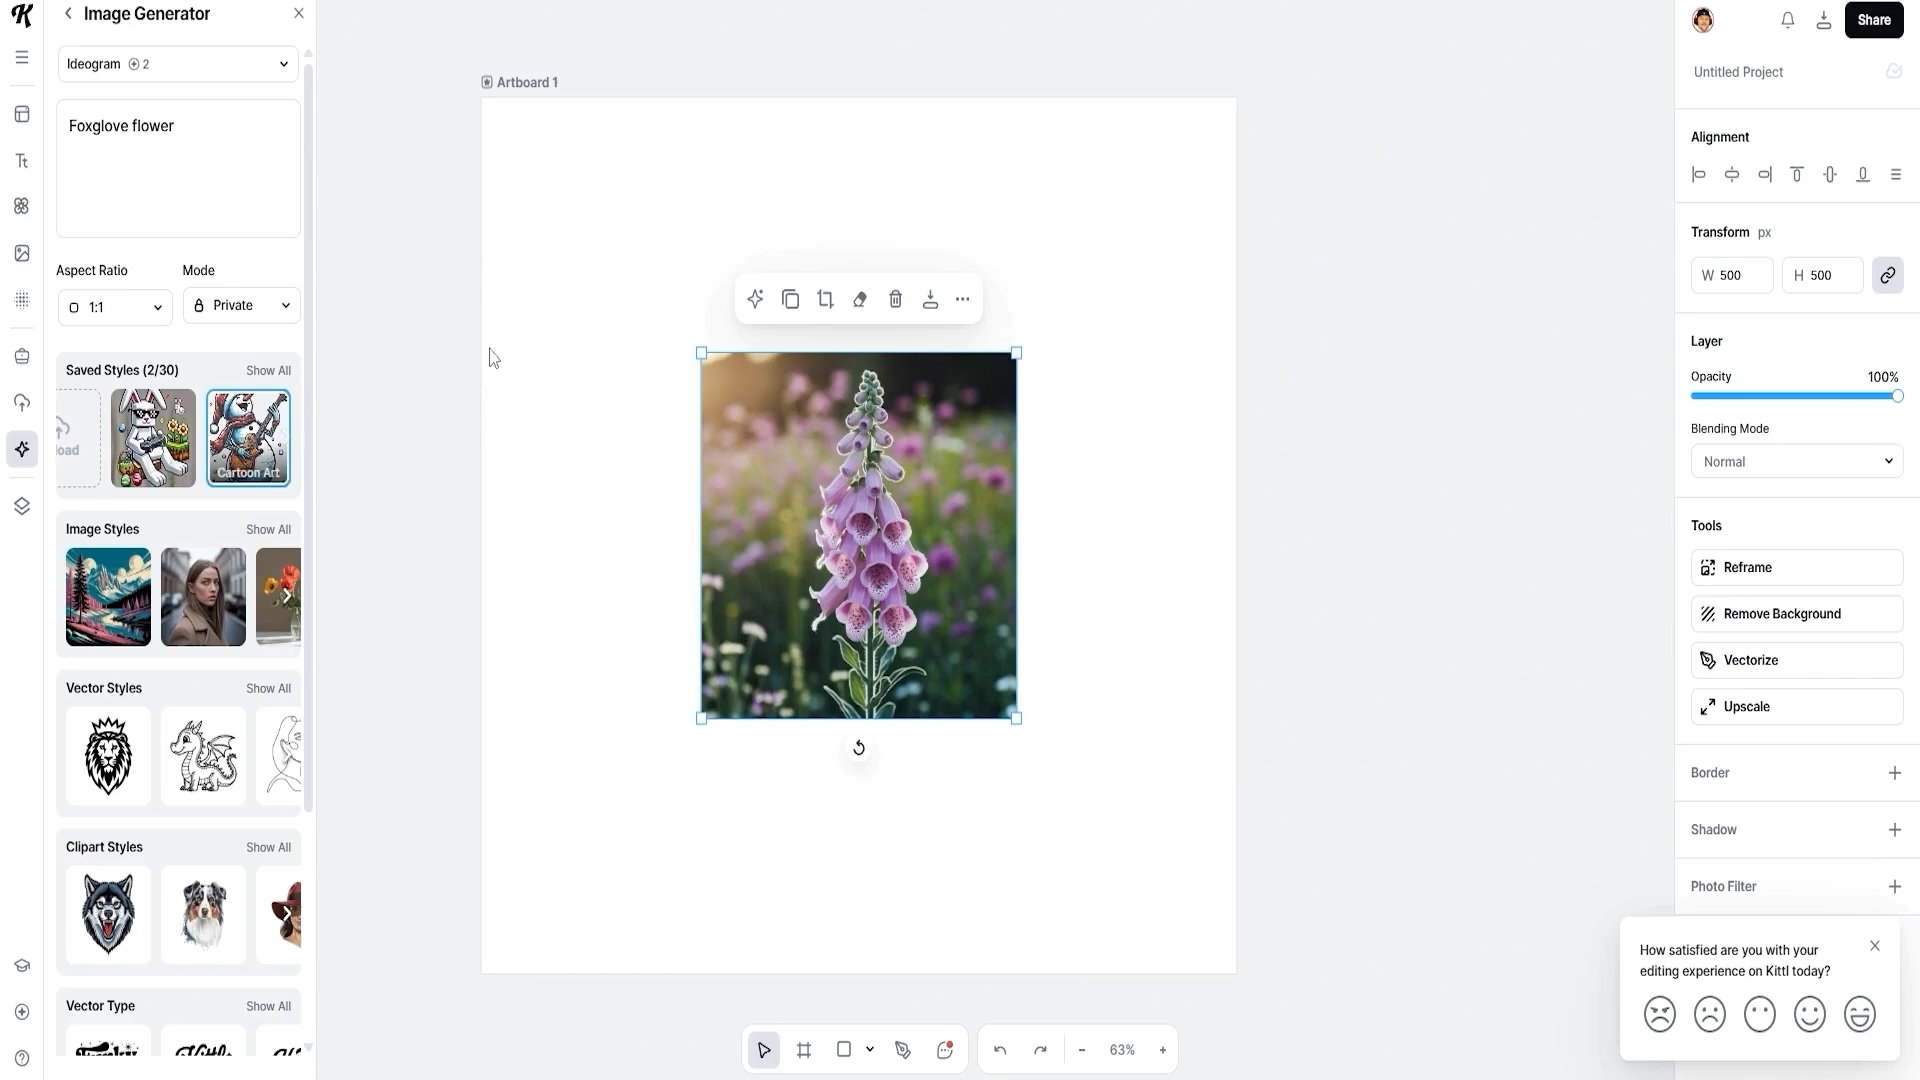 Image Generator
Ideogram 2
Foxglove flower
Aspect Ratio
Mode
1:1
Private
Saved Styles (2/30)
Show All
load
Cartoon Art
Image Styles
Show All
Vector Styles
Show All
Clipart Styles
Show All
Vector Type
Show All
Artboard 1
63%
Share
Untitled Project
Alignment
Transform px
W 500
H 500
Layer
Opacity
100%
Blending Mode
Normal
Tools
Reframe
Remove Background
Vectorize
Upscale
Border
Shadow
Photo Filter
How satisfied are you with your
editing experience on Kittl today?